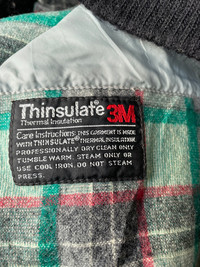 Thinsulate® 3M
Thermal Insulation
Care Instructions: THIS GARMENT IS MADE
WITH THINSULATE® THERMAL INSULATION.
PROFESSIONALLY DRY CLEAN ONLY
TUMBLE WARM. STEAM ONLY OR
USE COOL IRON. DO NOT STEAM
PRESS.